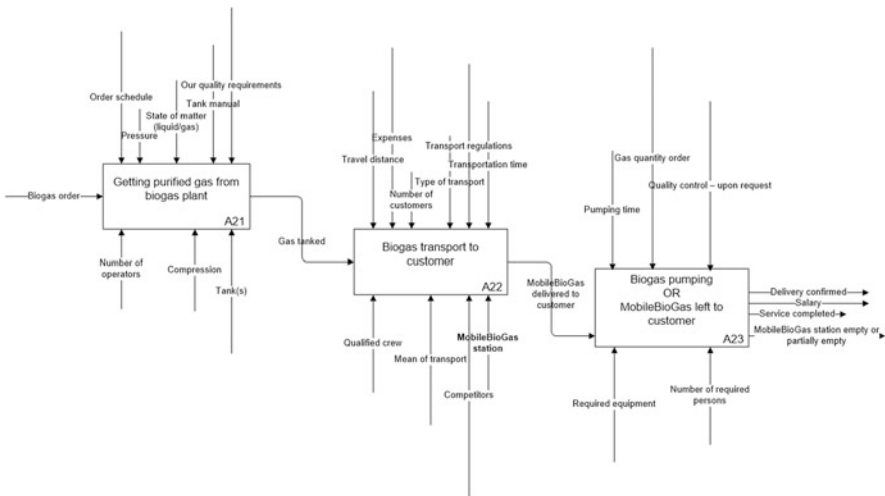 Our quality requirements
Order schedule
Tank manual
State of matter
(liquid/gas)
Pressure
Biogas order
Getting purified gas from
biogas plant
A21
Number of
operators
Compression
Tank(s)
Gas tanked
Expenses
Travel distance
Transport regulations
Transportation time
Type of transport
Number of
customers
Biogas transport to
customer
A22
Qualified crew
Mean of transport
MobileBioGas
station
Competitors
MobileBioGas
delivered to
customer
Gas quantity order
Quality control – upon request
Pumping time
Biogas pumping
OR
MobileBioGas left to
customer
A23
Delivery confirmed
Salary
Service completed
MobileBioGas station empty or
partially empty
Required equipment
Number of required
persons